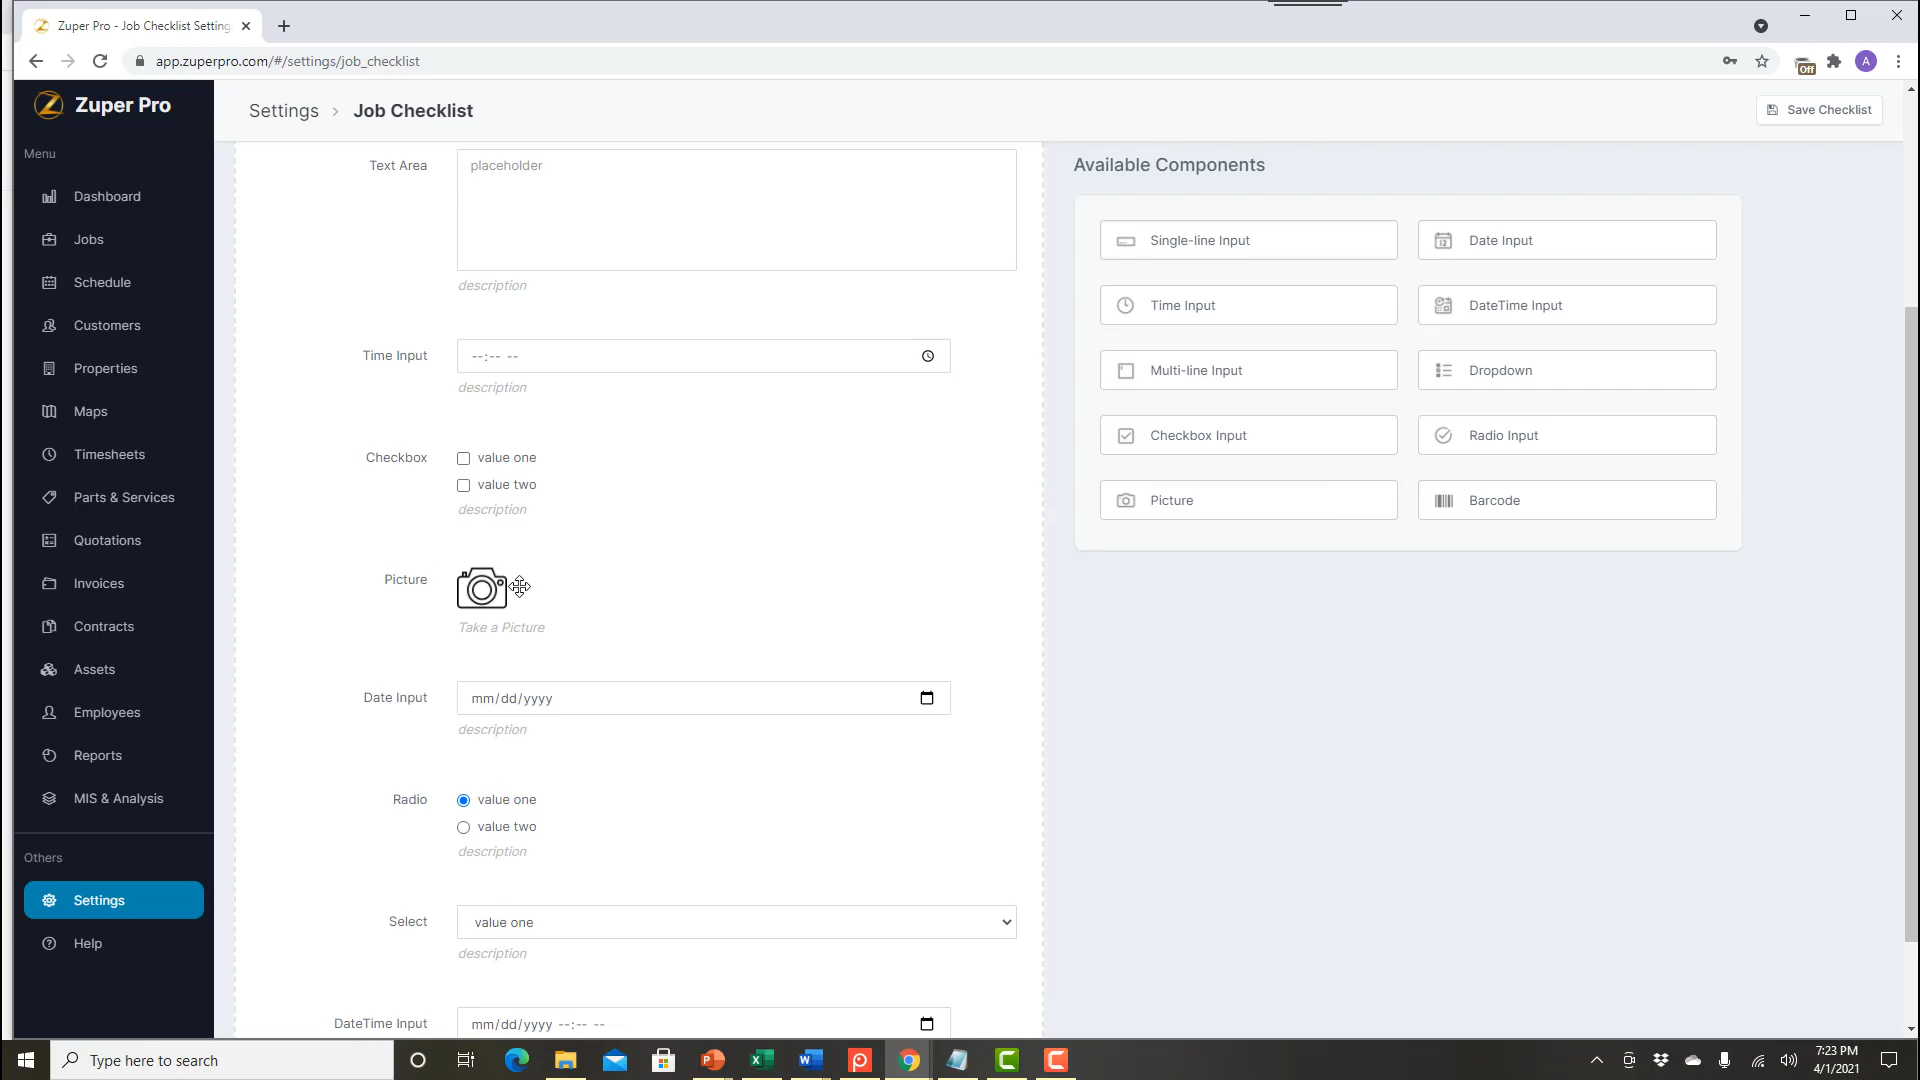 Zuper Pro - Job Checklist Setting
app.zuperpro.com/#/settings/job_checklist
Off
A
Zuper Pro
Settings › Job Checklist
Save Checklist
Menu
Dashboard
Jobs
Schedule
Customers
Properties
Maps
Timesheets
Parts & Services
Quotations
Invoices
Contracts
Assets
Employees
Reports
MIS & Analysis
Others
Settings
Help
Text Area
placeholder
description
Time Input
--:-- --
description
Checkbox
value one
value two
description
Picture
Take a Picture
Date Input
mm/dd/yyyy
description
Radio
value one
value two
description
Select
value one
description
DateTime Input
mm/dd/yyyy --:-- --
Available Components
Single-line Input
Date Input
Time Input
DateTime Input
Multi-line Input
Dropdown
Checkbox Input
Radio Input
Picture
Barcode
Type here to search
7:23 PM
4/1/2021